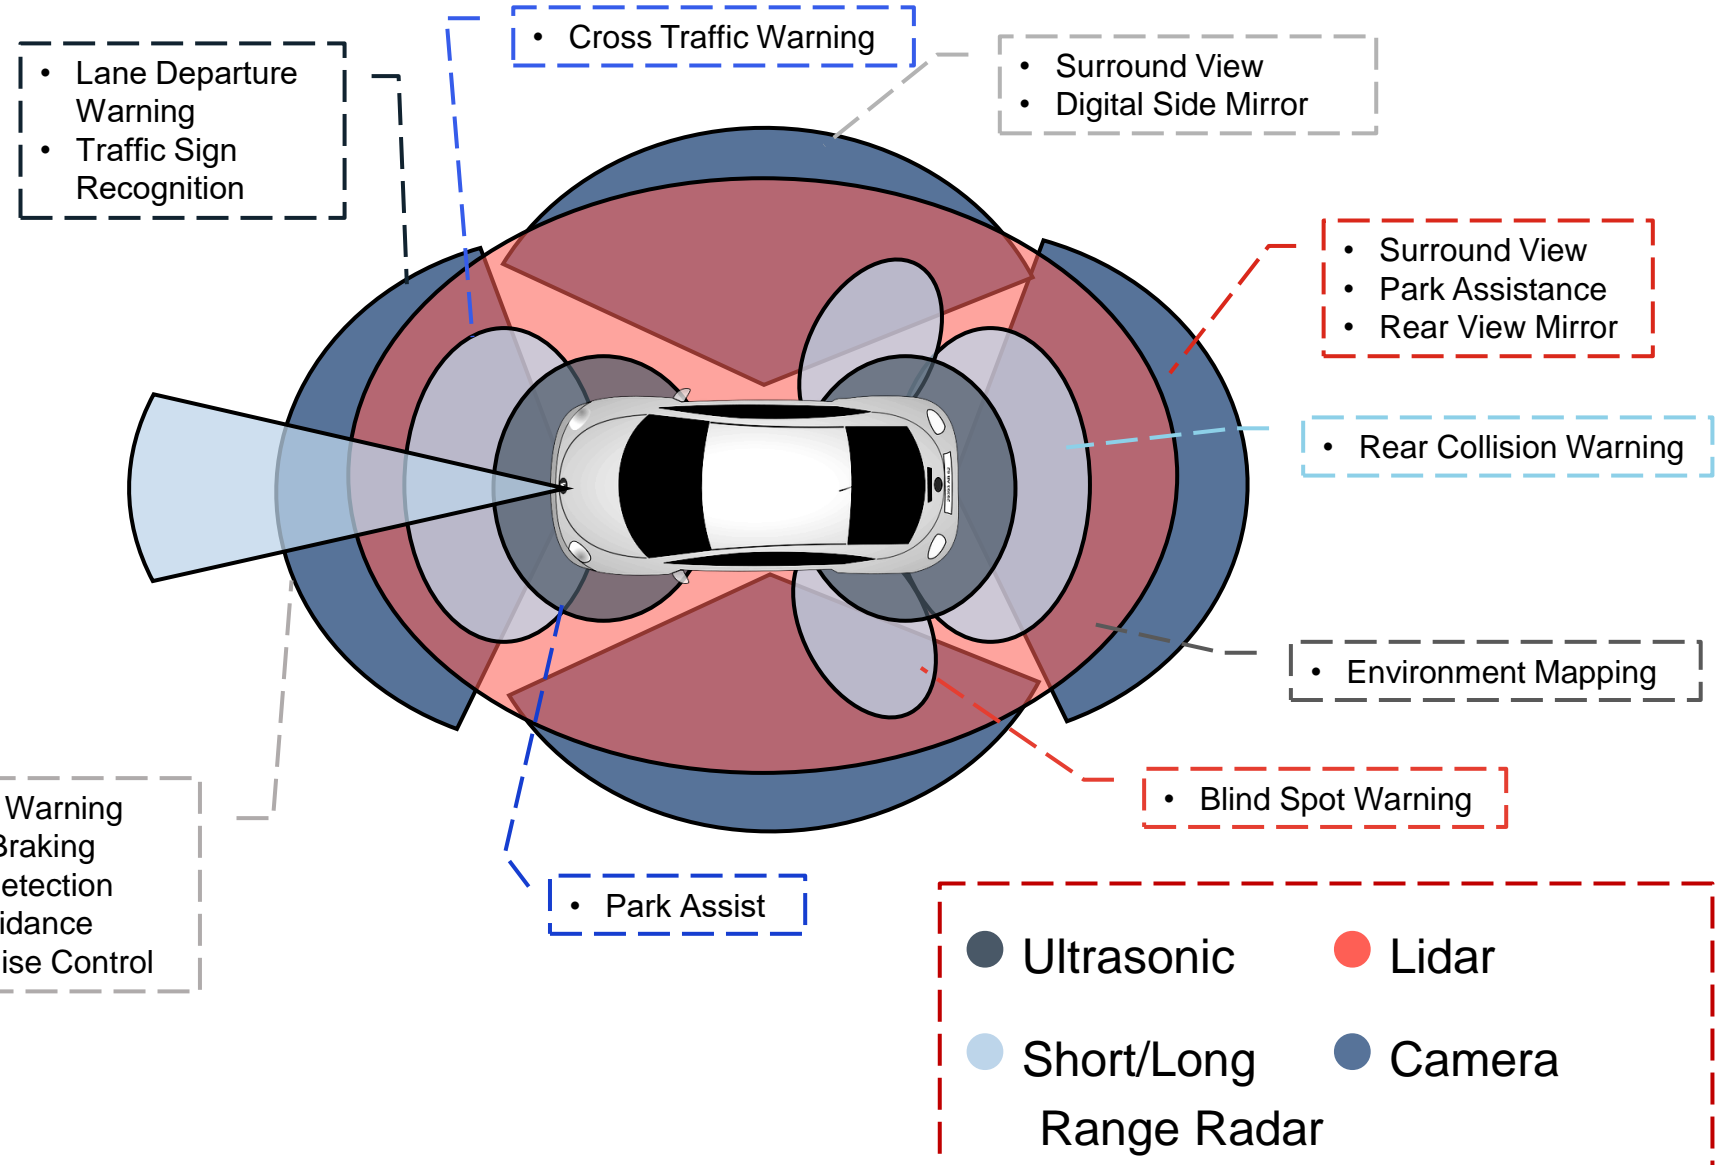 • Cross Traffic Warning
• Lane Departure
Warning
• Traffic Sign
Recognition
• Surround View
• Digital Side Mirror
• Surround View
• Park Assistance
• Rear View Mirror
• Rear Collision Warning
• Environment Mapping
• Blind Spot Warning
Warning
Control
• Park Assist
Ultrasonic
Lidar
Short/Long
Range Radar
Camera